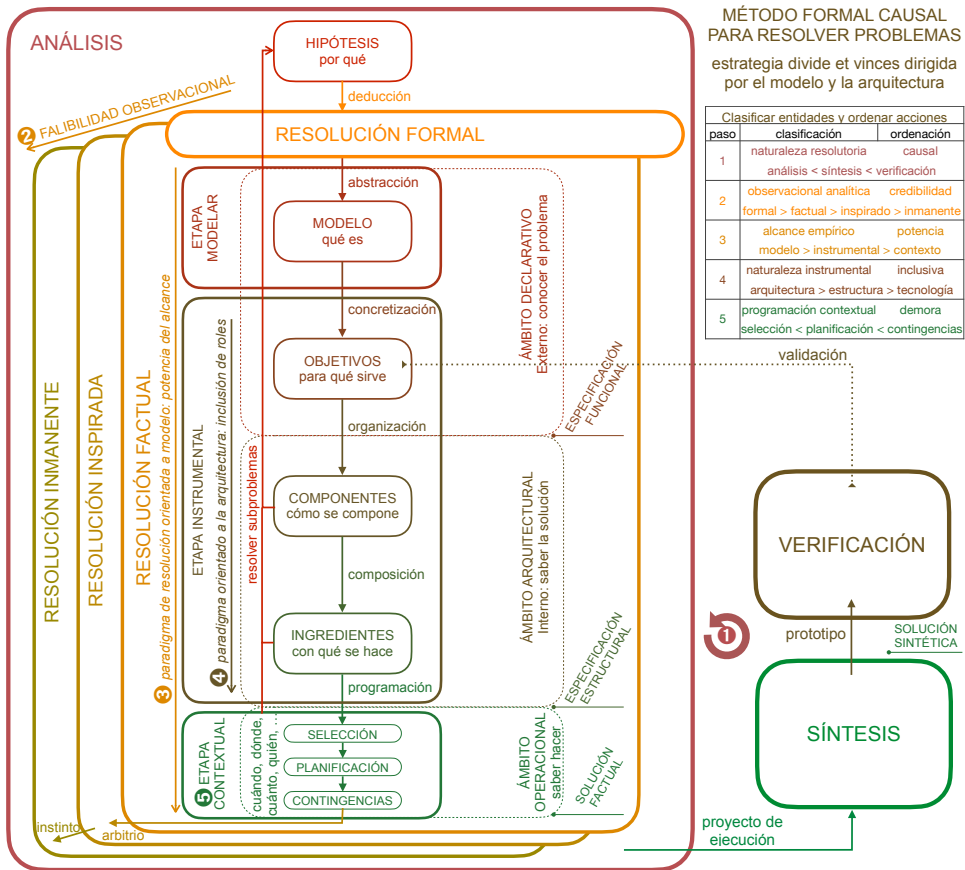 ANÁLISIS
HIPÓTESIS
por qué
deducción
❷ FALIBILIDAD OBSERVACIONAL
RESOLUCIÓN FORMAL
abstracción
ETAPA
MODELAR
MODELO
qué es
concretización
OBJETIVOS
para qué sirve
organización
ETAPA INSTRUMENTAL
❹ paradigma orientado a la arquitectura: inclusión de roles
resolver subproblemas
COMPONENTES
cómo se compone
composición
INGREDIENTES
con qué se hace
programación
❺ ETAPA
CONTEXTUAL
cuándo, dónde,
cuánto, quién, ...
SELECCIÓN
PLANIFICACIÓN
CONTINGENCIAS
ÁMBITO DECLARATIVO
Externo: conocer el problema
ESPECIFICACIÓN
FUNCIONAL
ÁMBITO ARQUITECTURAL
Interno: saber la solución
ESPECIFICACIÓN
ESTRUCTURAL
ÁMBITO
OPERACIONAL
saber hacer
SOLUCIÓN
FACTUAL
❸ paradigma de resolución orientada a modelo: potencia del alcance
RESOLUCIÓN FACTUAL
RESOLUCIÓN INSPIRADA
RESOLUCIÓN INMANENTE
instinto
arbitrio
MÉTODO FORMAL CAUSAL
PARA RESOLVER PROBLEMAS
estrategia divide et vinces dirigida
por el modelo y la arquitectura
Clasificar entidades y ordenar acciones
paso clasificación ordenación
1 naturaleza resolutoria causal
análisis < síntesis < verificación
2 observacional analítica credibilidad
formal > factual > inspirado > inmanente
3 alcance empírico potencia
modelo > instrumental > contexto
4 naturaleza instrumental inclusiva
arquitectura > estructura > tecnología
5 programación contextual demora
selección < planificación < contingencias
validación
VERIFICACIÓN
❶
prototipo
SOLUCIÓN
SINTÉTICA
SÍNTESIS
proyecto de
ejecución